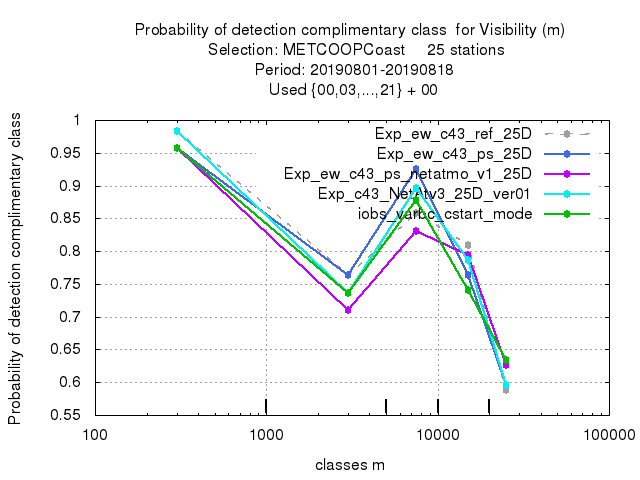 Probability of detection complimentary class  for Visibility (m)
Selection: METCOOPCoast     25 stations
Period: 20190801-20190818
Used {00,03,...,21} + 00
Probability of detection complimentary class
1
0.95
0.9
0.85
0.8
0.75
0.7
0.65
0.6
0.55
Exp_ew_c43_ref_25D
Exp_ew_c43_ps_25D
Exp_ew_c43_ps_netatmo_v1_25D
Exp_c43_NetAtv3_25D_ver01
iobs_varbc_cstart_mode
100 1000 10000 100000
classes m